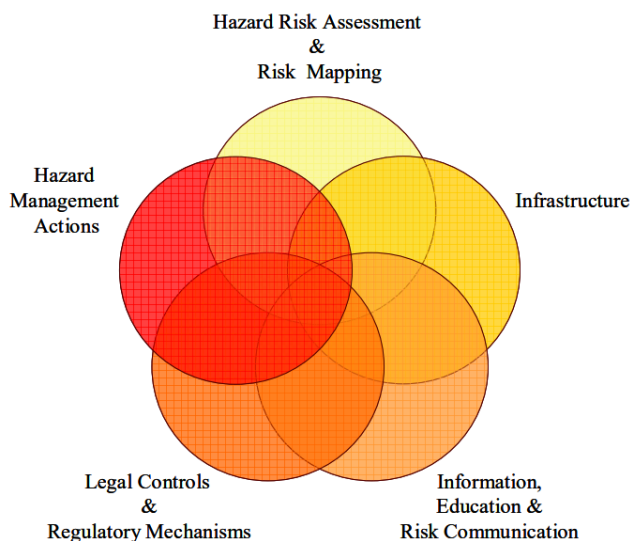 Hazard Risk Assessment
&
Risk Mapping
Hazard
Management
Actions
Infrastructure
Legal Controls
&
Regulatory Mechanisms
Information,
Education &
Risk Communication